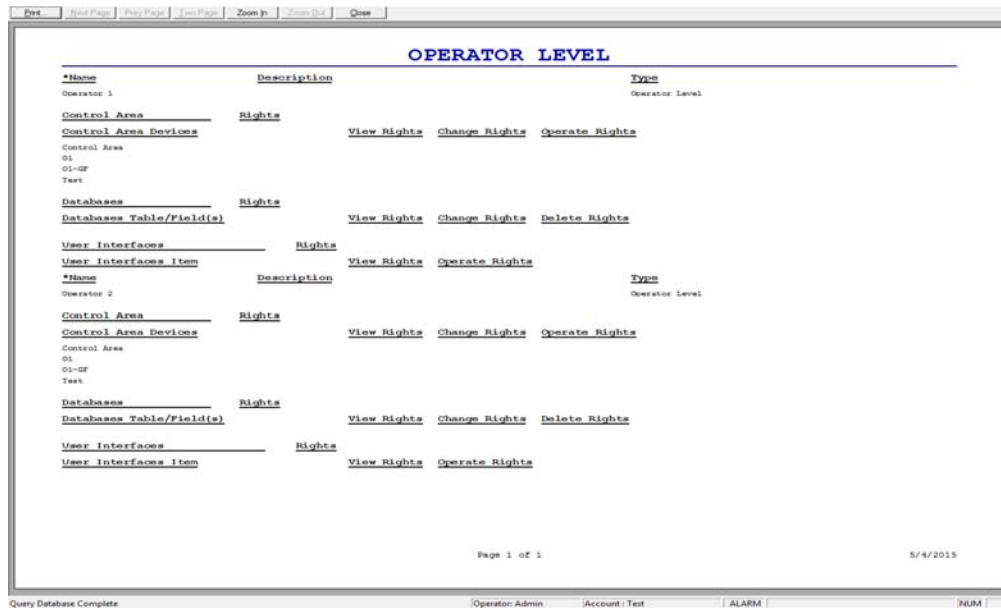 Print... Next Page Prev Page Two Page Zoom In Zoom Out Close
OPERATOR LEVEL
*Name Description Type
Operator 1 Operator Level
Control Area Rights
Control Area Devices View Rights Change Rights Operate Rights
Control Area
01
01-GF
Test
Databases Rights
Databases Table/Field(s) View Rights Change Rights Delete Rights
User Interfaces Rights
User Interfaces Item View Rights Operate Rights
*Name Description Type
Operator 2 Operator Level
Control Area Rights
Control Area Devices View Rights Change Rights Operate Rights
Control Area
01
01-GF
Test
Databases Rights
Databases Table/Field(s) View Rights Change Rights Delete Rights
User Interfaces Rights
User Interfaces Item View Rights Operate Rights
Page 1 of 1 5/4/2015
Query Database Complete Operator: Admin Account : Test ALARM NUM